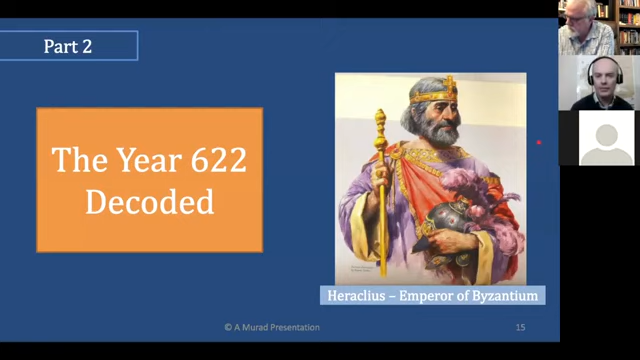 Part 2
The Year 622
Decoded
Heraclius – Emperor of Byzantium
© A Murad Presentation
15